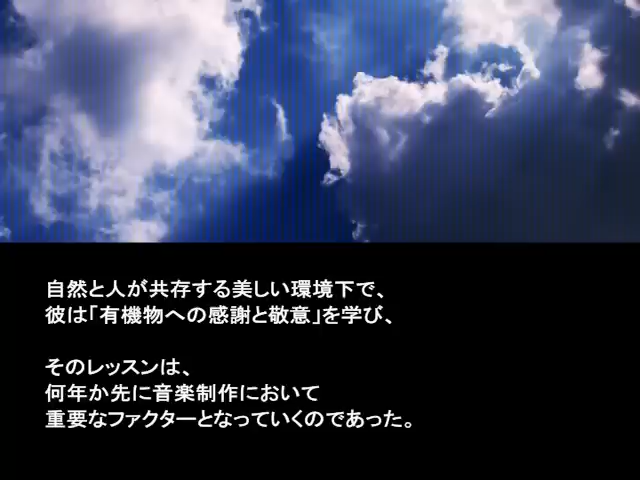 自然と人が共存する美しい環境下で、
彼は「有機物への感謝と敬意」を学び、
そのレッスンは、
何年か先に音楽制作において
重要なファクターとなっていくのであった。